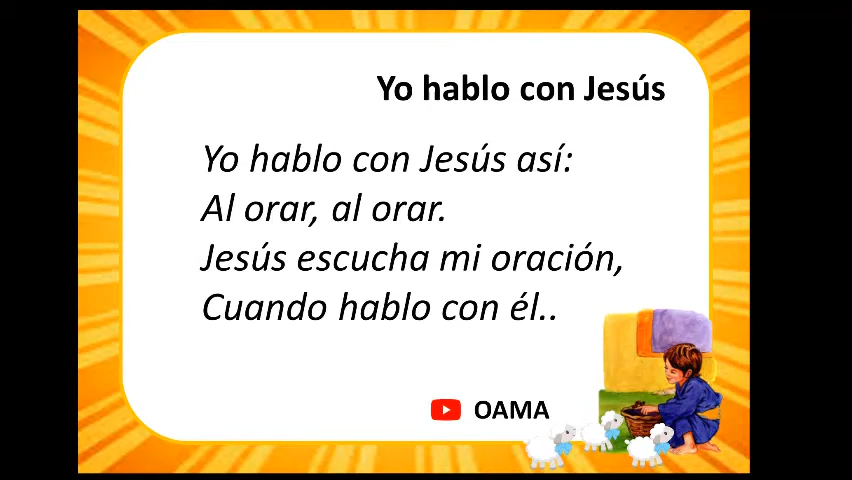 Yo hablo con Jesús
Yo hablo con Jesús así:
Al orar, al orar.
Jesús escucha mi oración,
Cuando hablo con él..
OAMA